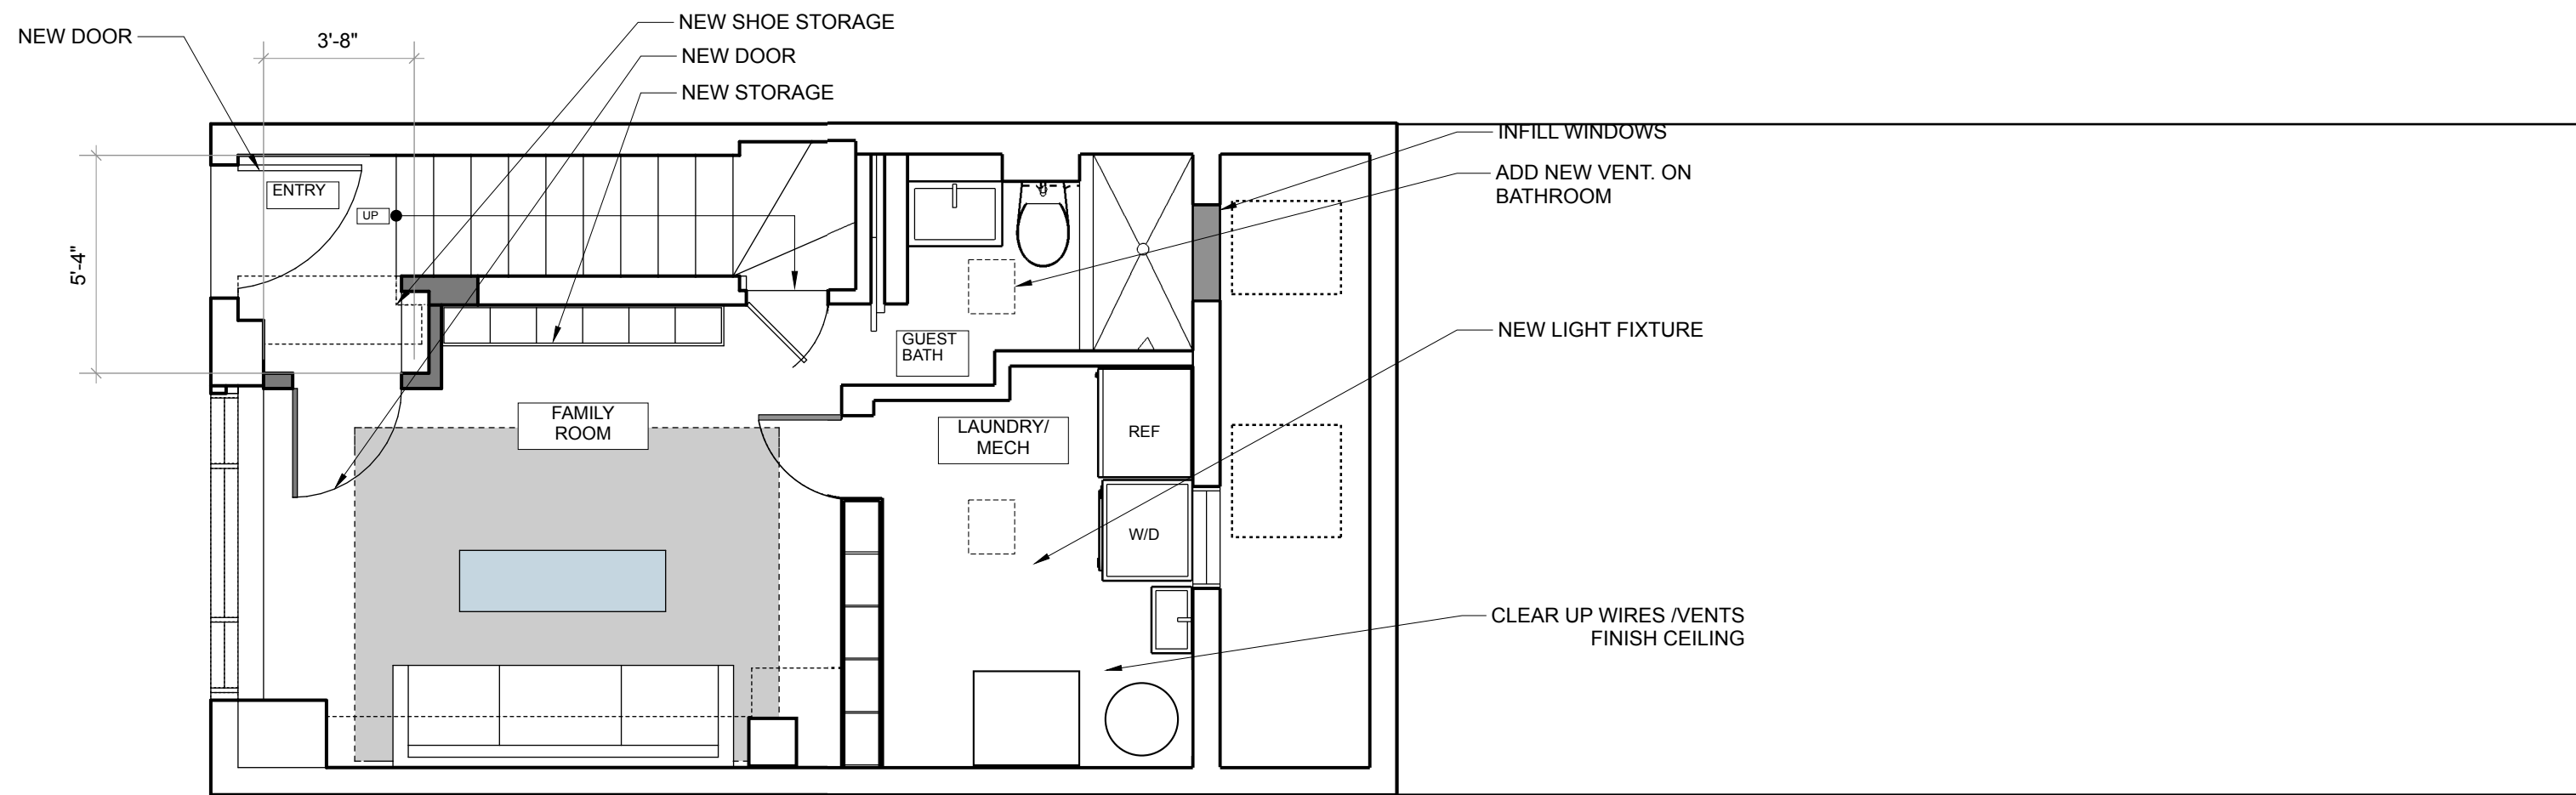 NEW SHOE STORAGE
NEW DOOR
3'-8"
NEW DOOR
NEW STORAGE
INFILL WINDOWS
ADD NEW VENT. ON
BATHROOM
ENTRY
UP
5'-4"
NEW LIGHT FIXTURE
GUEST
BATH
FAMILY
ROOM
LAUNDRY/
MECH
REF
W/D
CLEAR UP WIRES /VENTS
FINISH CEILING